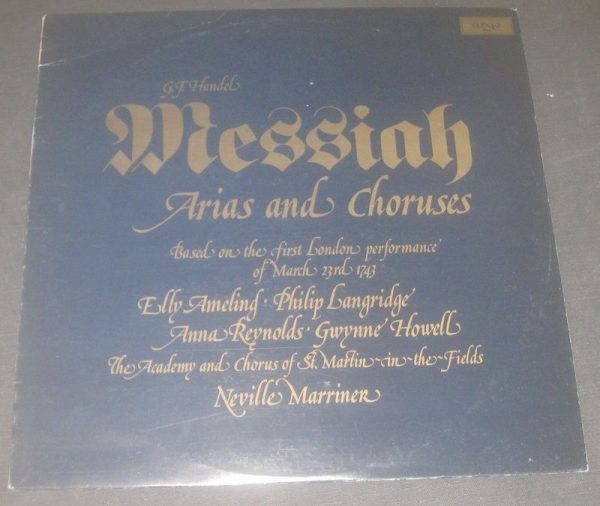 argo
G.F. Handel
Messiah
Arias and Choruses
Based on the first London performance
of March 23rd 1743
Elly Ameling · Philip Langridge
Anna Reynolds · Gwynne Howell
The Academy and Chorus of St. Martin-in-the-Fields
Neville Marriner